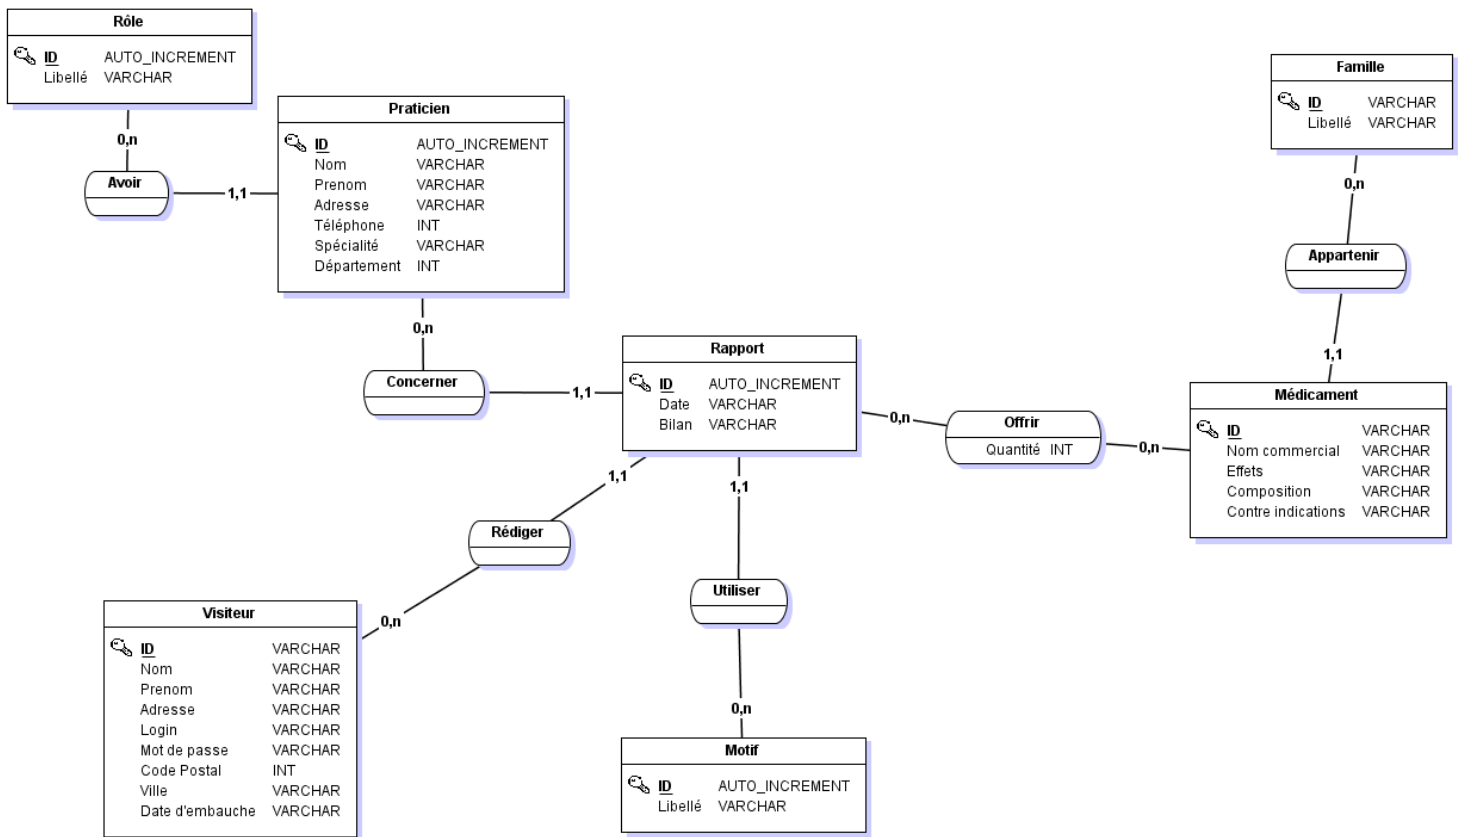 Rôle
ID AUTO_INCREMENT
Libellé VARCHAR
0,n
Avoir
1,1
Praticien
ID AUTO_INCREMENT
Nom VARCHAR
Prenom VARCHAR
Adresse VARCHAR
Téléphone INT
Spécialité VARCHAR
Département INT
0,n
Concerner
1,1
Famille
ID VARCHAR
Libellé VARCHAR
0,n
Appartenir
1,1
Rapport
ID AUTO_INCREMENT
Date VARCHAR
Bilan VARCHAR
0,n
Offrir
Quantité INT
0,n
Médicament
ID VARCHAR
Nom commercial VARCHAR
Effets VARCHAR
Composition VARCHAR
Contre indications VARCHAR
1,1
Rédiger
0,n
1,1
Utiliser
0,n
Visiteur
ID VARCHAR
Nom VARCHAR
Prenom VARCHAR
Adresse VARCHAR
Login VARCHAR
Mot de passe VARCHAR
Code Postal INT
Ville VARCHAR
Date d'embauche VARCHAR
Motif
ID AUTO_INCREMENT
Libellé VARCHAR